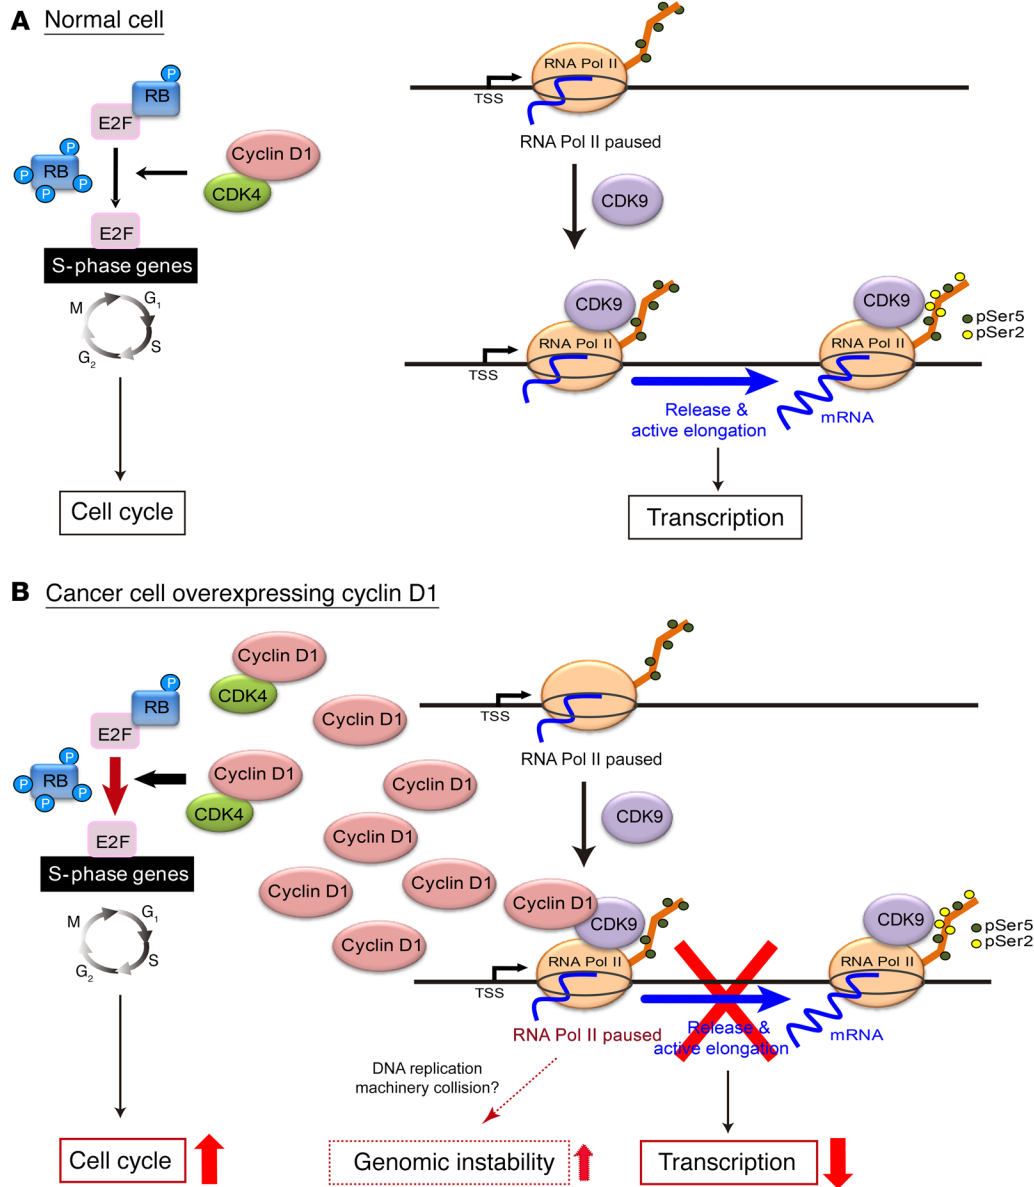 A Normal cell
P
RB
E2F
P
RB
P
P
P
Cyclin D1
CDK4
E2F
S-phase genes
M
G1
S
G2
Cell cycle
RNA Pol II
TSS
RNA Pol II paused
CDK9
CDK9
RNA Pol II
TSS
Release &
active elongation
CDK9
RNA Pol II
pSer5
pSer2
mRNA
Transcription
B Cancer cell overexpressing cyclin D1
Cyclin D1
CDK4
P
RB
E2F
P
RB
P
P
P
Cyclin D1
CDK4
E2F
S-phase genes
M
G1
S
G2
Cell cycle
Cyclin D1
Cyclin D1
Cyclin D1
Cyclin D1
Cyclin D1
Cyclin D1
TSS
RNA Pol II paused
CDK9
Cyclin D1
CDK9
RNA Pol II
TSS
RNA Pol II paused
Release &
active elongation
CDK9
RNA Pol II
pSer5
pSer2
mRNA
DNA replication
machinery collision?
Genomic instability
Transcription